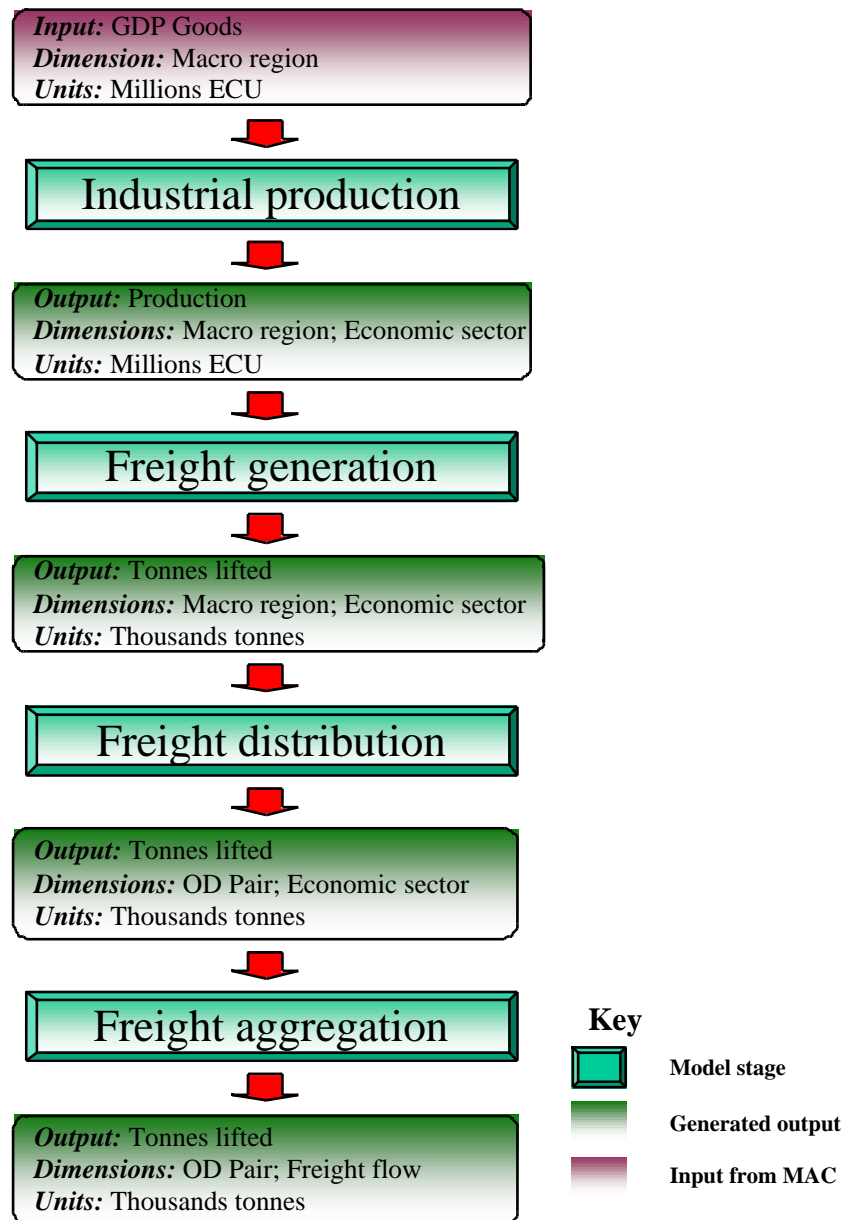 Input: GDP Goods
Dimension: Macro region
Units: Millions ECU
Industrial production
Output: Production
Dimensions: Macro region; Economic sector
Units: Millions ECU
Freight generation
Output: Tonnes lifted
Dimensions: Macro region; Economic sector
Units: Thousands tonnes
Freight distribution
Output: Tonnes lifted
Dimensions: OD Pair; Economic sector
Units: Thousands tonnes
Freight aggregation
Output: Tonnes lifted
Dimensions: OD Pair; Freight flow
Units: Thousands tonnes
Key
Model stage
Generated output
Input from MAC